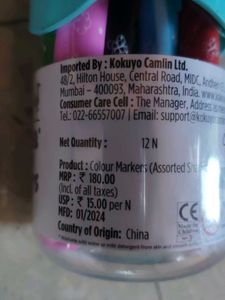 Imported By : Kokuyo Camlin Ltd.
48/2, Hilton House, Central Road, MIDC, Andheri
Mumbai – 400093, Maharashtra, India.
Consumer Care Cell : The Manager, Address as
Tel.: 022-66557007 Email: support@kokuyo
Net Quantity : 12 N
Product : Colour Markers (Assorted
MRP : ₹ 180.00
(Incl. of all taxes)
USP : ₹ 15.00 per N
MFD : 01/2024
Country of Origin: China
CE